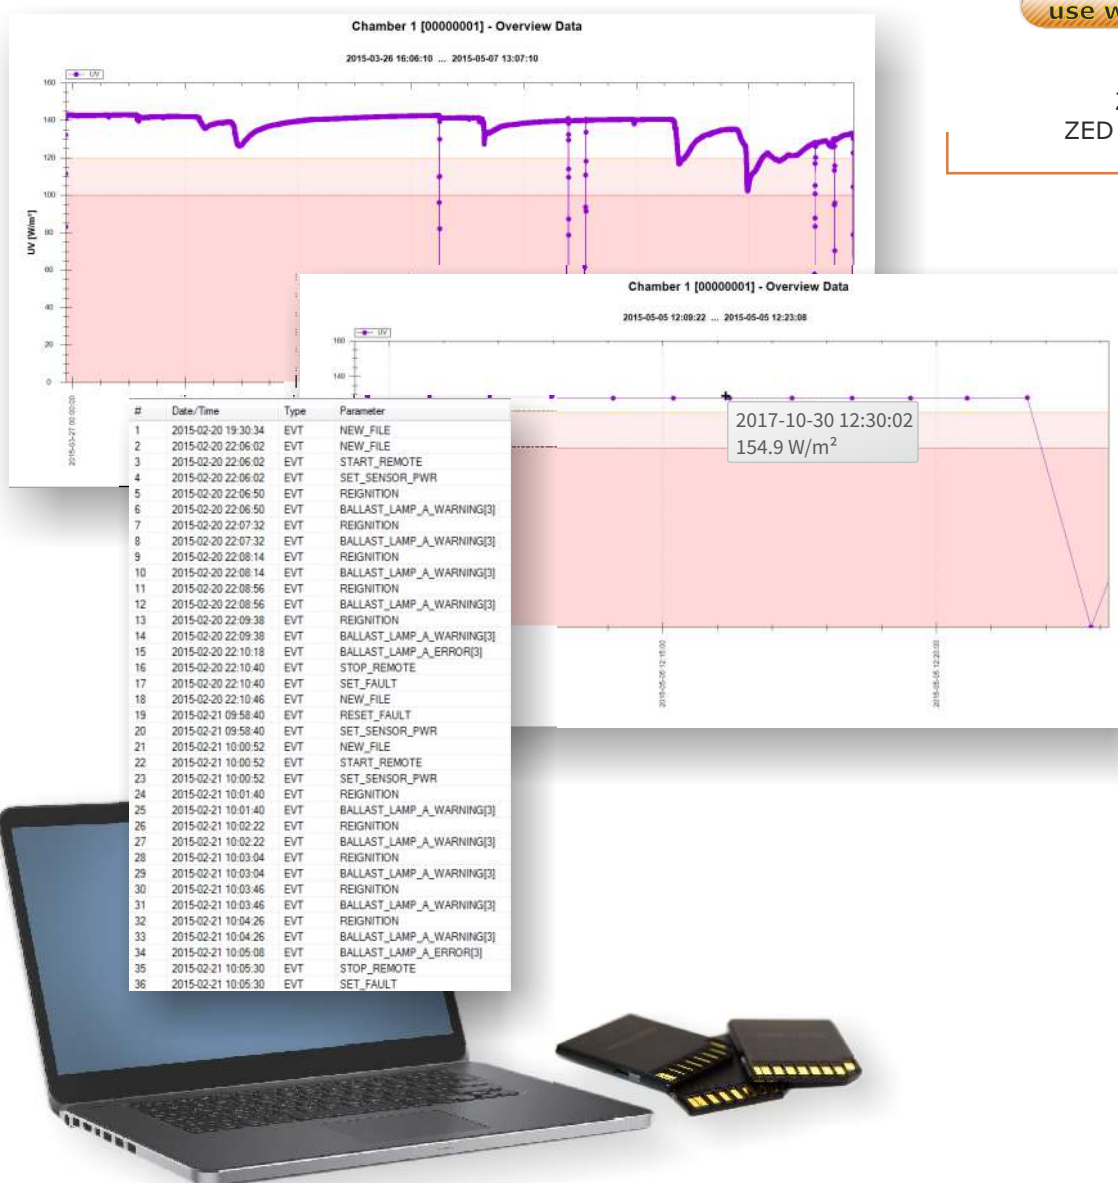 use w
ZED
Chamber 1 [00000001] - Overview Data
2015-03-26 16:06:10 ... 2015-05-07 13:07:10
UV
160
140
120
100
80
60
40
20
0
UV [W/m²]
2015-03-27 00:00:00
Chamber 1 [00000001] - Overview Data
2015-05-05 12:09:22 ... 2015-05-05 12:23:08
UV
160
140
2017-10-30 12:30:02
154.9 W/m²
2015-05-05 12:15:00
2015-05-05 12:20:00
# Date/Time Type Parameter
1 2015-02-20 19:30:34 EVT NEW_FILE
2 2015-02-20 22:06:02 EVT NEW_FILE
3 2015-02-20 22:06:02 EVT START_REMOTE
4 2015-02-20 22:06:02 EVT SET_SENSOR_PWR
5 2015-02-20 22:06:50 EVT REIGNITION
6 2015-02-20 22:06:50 EVT BALLAST_LAMP_A_WARNING[3]
7 2015-02-20 22:07:32 EVT REIGNITION
8 2015-02-20 22:07:32 EVT BALLAST_LAMP_A_WARNING[3]
9 2015-02-20 22:08:14 EVT REIGNITION
10 2015-02-20 22:08:14 EVT BALLAST_LAMP_A_WARNING[3]
11 2015-02-20 22:08:56 EVT REIGNITION
12 2015-02-20 22:08:56 EVT BALLAST_LAMP_A_WARNING[3]
13 2015-02-20 22:09:38 EVT REIGNITION
14 2015-02-20 22:09:38 EVT BALLAST_LAMP_A_WARNING[3]
15 2015-02-20 22:10:18 EVT BALLAST_LAMP_A_ERROR[3]
16 2015-02-20 22:10:40 EVT STOP_REMOTE
17 2015-02-20 22:10:40 EVT SET_FAULT
18 2015-02-20 22:10:46 EVT NEW_FILE
19 2015-02-21 09:58:40 EVT RESET_FAULT
20 2015-02-21 09:58:40 EVT SET_SENSOR_PWR
21 2015-02-21 10:00:52 EVT NEW_FILE
22 2015-02-21 10:00:52 EVT START_REMOTE
23 2015-02-21 10:00:52 EVT SET_SENSOR_PWR
24 2015-02-21 10:01:40 EVT REIGNITION
25 2015-02-21 10:01:40 EVT BALLAST_LAMP_A_WARNING[3]
26 2015-02-21 10:02:22 EVT REIGNITION
27 2015-02-21 10:02:22 EVT BALLAST_LAMP_A_WARNING[3]
28 2015-02-21 10:03:04 EVT REIGNITION
29 2015-02-21 10:03:04 EVT BALLAST_LAMP_A_WARNING[3]
30 2015-02-21 10:03:46 EVT REIGNITION
31 2015-02-21 10:03:46 EVT BALLAST_LAMP_A_WARNING[3]
32 2015-02-21 10:04:26 EVT REIGNITION
33 2015-02-21 10:04:26 EVT BALLAST_LAMP_A_WARNING[3]
34 2015-02-21 10:05:08 EVT BALLAST_LAMP_A_ERROR[3]
35 2015-02-21 10:05:30 EVT STOP_REMOTE
36 2015-02-21 10:05:30 EVT SET_FAULT